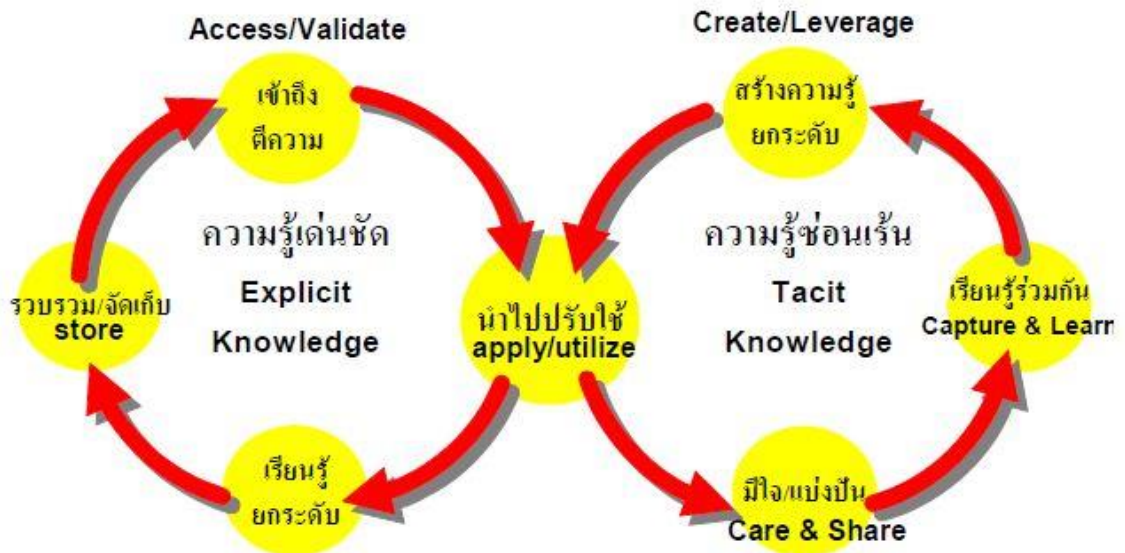 Access/Validate
เข้าถึง
ตีความ
ความรู้เด่นชัด
Explicit
Knowledge
รวบรวม/จัดเก็บ
store
เรียนรู้
ยกระดับ
นำไปปรับใช้
apply/utilize
Create/Leverage
สร้างความรู้
ยกระดับ
ความรู้ซ่อนเร้น
Tacit
Knowledge
เรียนรู้ร่วมกัน
Capture & Learn
มีใจ/แบ่งปัน
Care & Share